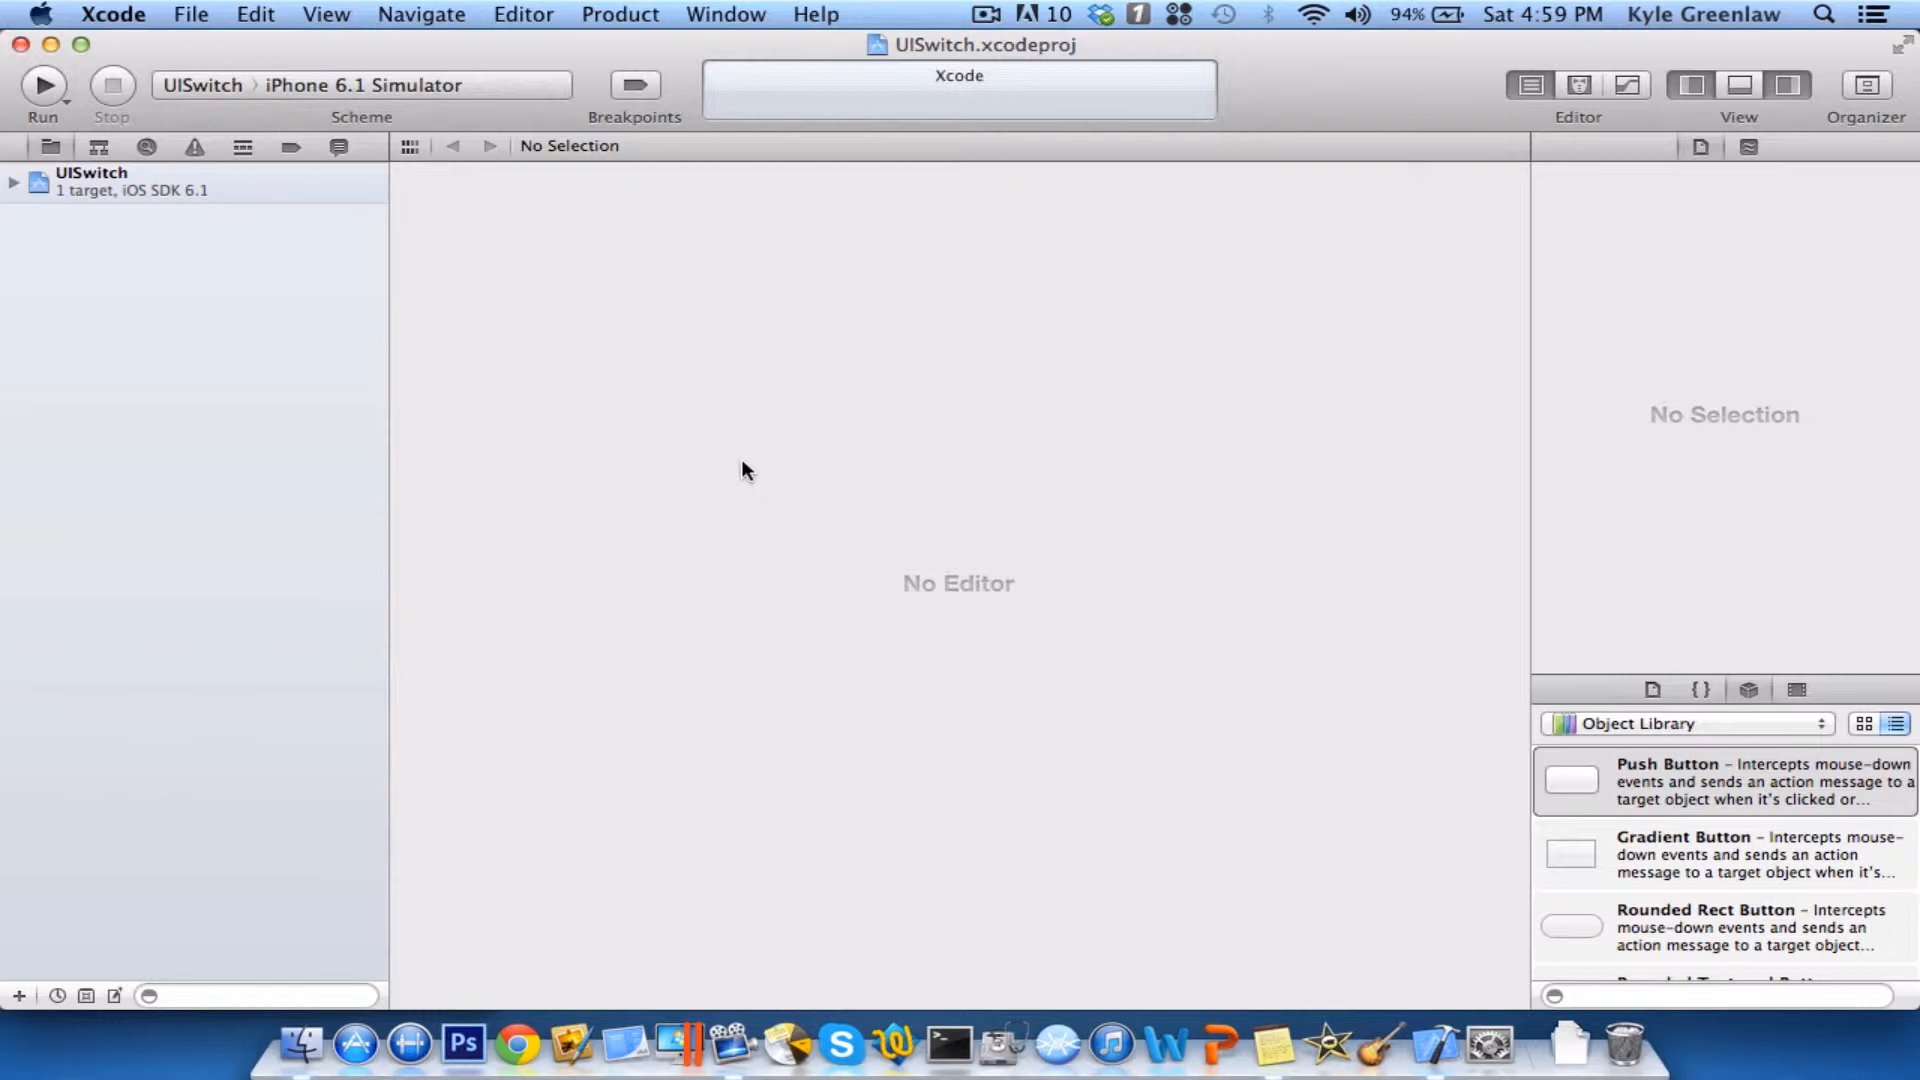 Xcode File Edit View Navigate Editor Product Window Help 10 1 94% Sat 4:59 PM Kyle Greenlaw
UISwitch.xcodeproj
UISwitch iPhone 6.1 Simulator
Xcode
Run Stop Scheme Breakpoints Editor View Organizer
No Selection
UISwitch
1 target, iOS SDK 6.1
No Selection
No Editor
{ }
Object Library
Push Button – Intercepts mouse-down
events and sends an action message to a
target object when it's clicked or...
Gradient Button – Intercepts mouse-
down events and sends an action
message to a target object when it's...
Rounded Rect Button – Intercepts
mouse-down events and sends an
action message to a target object...
Ps S W P